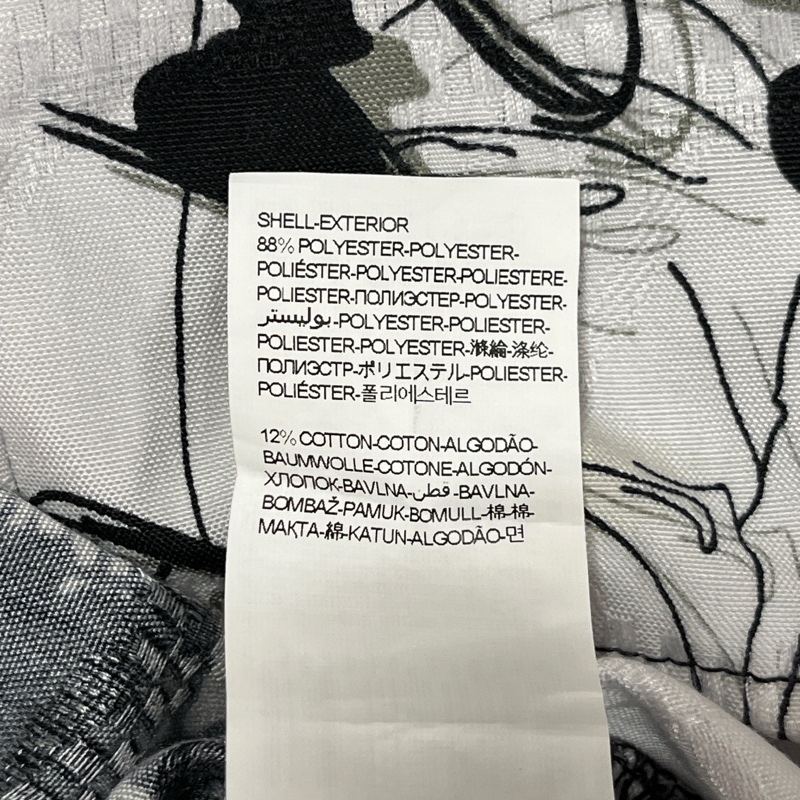 SHELL-EXTERIOR
88% POLYESTER-POLYESTER-
POLIÉSTER-POLYESTER-POLIESTERE-
POLIESTER-ПОЛИЭСТЕР-POLYESTER-
بوليستر-POLYESTER-POLIESTER-
POLIESTER-POLYESTER-滌綸-涤纶-
ПОЛИЭСТР-ポリエステル-POLIESTER-
POLIÉSTER-폴리에스테르
12% COTTON-COTON-ALGODÃO-
BAUMWOLLE-COTONE-ALGODÓN-
ХЛОПОК-BAVLNA-قطن-BAVLNA-
BOMBAŽ-PAMUK-BOMULL-棉-棉-
МАҚТА-綿-KATUN-ALGODÃO-면